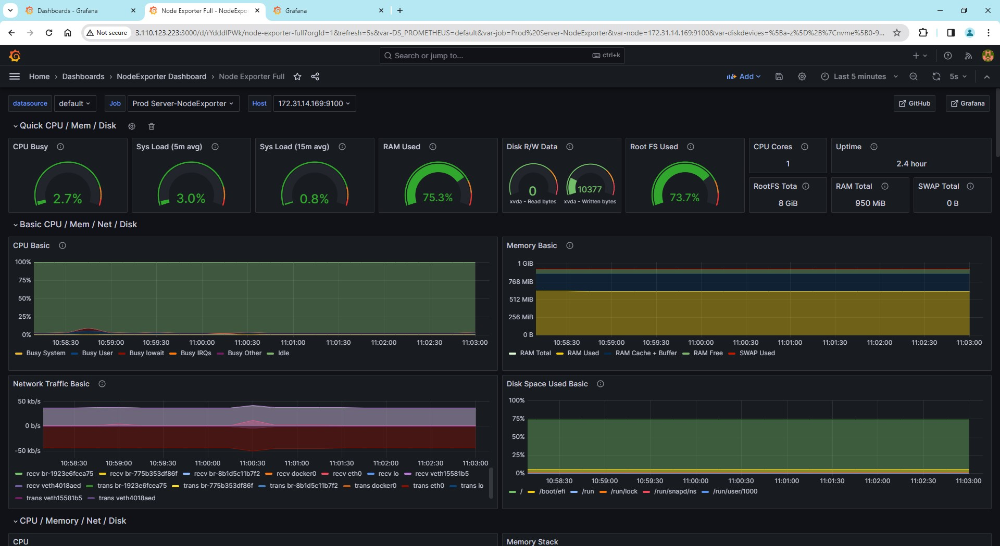 Dashboards - Grafana
Node Exporter Full - NodeExpo
Grafana
Not secure
3.110.123.223:3000/d/rYdddlPWk/node-exporter-full?orgId=1&refresh=5s&var-DS_PROMETHEUS=default&var-job=Prod%20Server-NodeExporter&var-node=172.31.14.169:9100&var-diskdevices=%5Ba-z%5D%2B%7Cnvme%5B0-9...
Search or jump to...
ctrl+k
Home › Dashboards › NodeExporter Dashboard › Node Exporter Full
Add
Last 5 minutes
5s
datasource default Job Prod Server-NodeExporter Host 172.31.14.169:9100
GitHub
Grafana
Quick CPU / Mem / Disk
CPU Busy
2.7%
Sys Load (5m avg)
3.0%
Sys Load (15m avg)
0.8%
RAM Used
75.3%
Disk R/W Data
0
xvda - Read bytes
10377
xvda - Written bytes
Root FS Used
73.7%
CPU Cores
1
Uptime
2.4 hour
RootFS Tota
8 GiB
RAM Total
950 MiB
SWAP Total
0 B
Basic CPU / Mem / Net / Disk
CPU Basic
100%
75%
50%
25%
0%
10:58:30 10:59:00 10:59:30 11:00:00 11:00:30 11:01:00 11:01:30 11:02:00 11:02:30 11:03:00
Busy System Busy User Busy Iowait Busy IRQs Busy Other Idle
Memory Basic
1 GiB
768 MiB
512 MiB
256 MiB
0 B
10:58:30 10:59:00 10:59:30 11:00:00 11:00:30 11:01:00 11:01:30 11:02:00 11:02:30 11:03:00
RAM Total RAM Used RAM Cache + Buffer RAM Free SWAP Used
Network Traffic Basic
50 kb/s
0 b/s
-50 kb/s
10:58:30 10:59:00 10:59:30 11:00:00 11:00:30 11:01:00 11:01:30 11:02:00 11:02:30 11:03:00
recv br-1923e6fcea75 recv br-775b353df86f recv br-8b1d5c11b7f2 recv docker0 recv eth0 recv lo recv veth15581b5
recv veth4018aed trans br-1923e6fcea75 trans br-775b353df86f trans br-8b1d5c11b7f2 trans docker0 trans eth0 trans lo
trans veth15581b5 trans veth4018aed
Disk Space Used Basic
100%
75%
50%
25%
0%
10:58:30 10:59:00 10:59:30 11:00:00 11:00:30 11:01:00 11:01:30 11:02:00 11:02:30 11:03:00
/ /boot/efi /run /run/lock /run/snapd/ns /run/user/1000
CPU / Memory / Net / Disk
CPU
Memory Stack